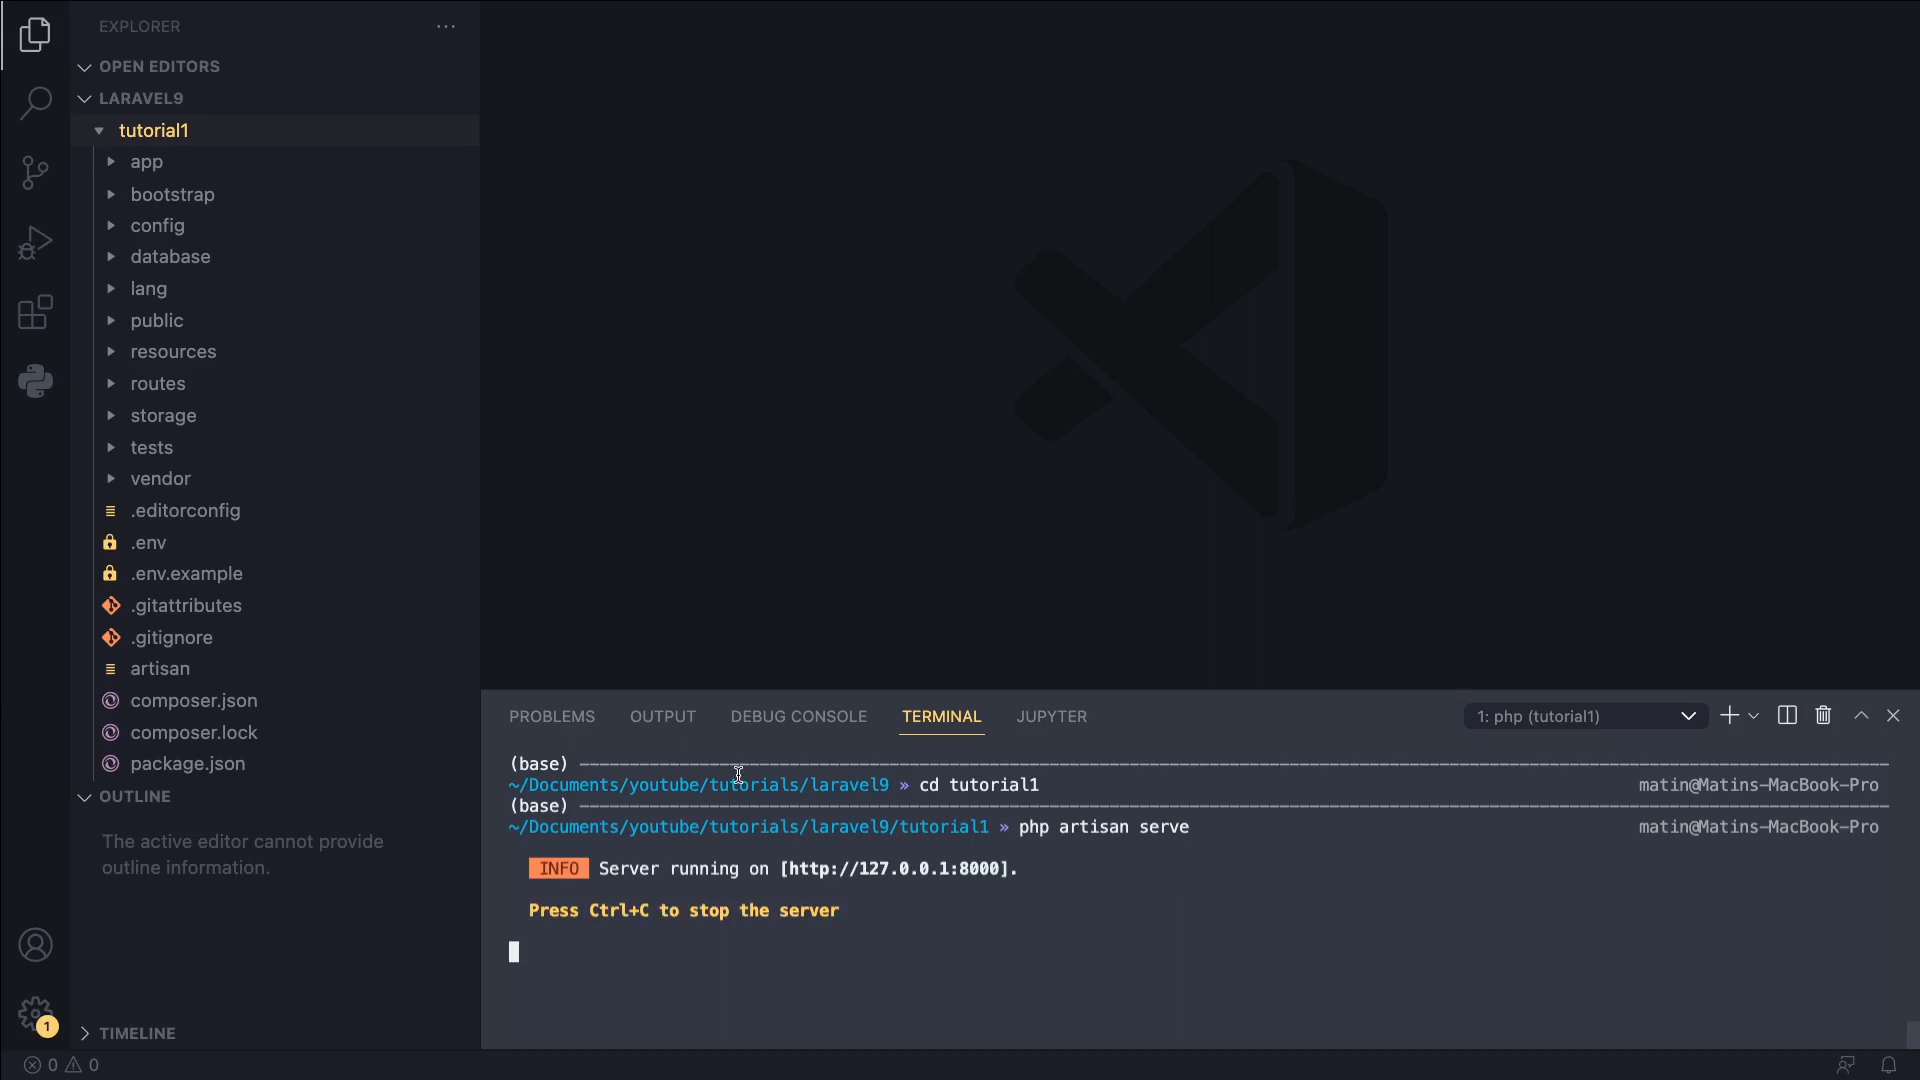 EXPLORER
OPEN EDITORS
LARAVEL9
tutorial1
app
bootstrap
config
database
lang
public
resources
routes
storage
tests
vendor
.editorconfig
.env
.env.example
.gitattributes
.gitignore
artisan
composer.json
composer.lock
package.json
OUTLINE
The active editor cannot provide
outline information.
TIMELINE
1
0 0
PROBLEMS OUTPUT DEBUG CONSOLE TERMINAL JUPYTER 1: php (tutorial1)
(base)
~/Documents/youtube/tutorials/laravel9 » cd tutorial1 matin@Matins-MacBook-Pro
(base)
~/Documents/youtube/tutorials/laravel9/tutorial1 » php artisan serve matin@Matins-MacBook-Pro
INFO Server running on [http://127.0.0.1:8000].
Press Ctrl+C to stop the server